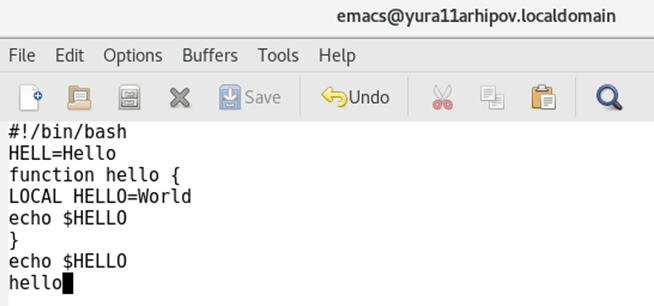 emacs@yura11arhipov.localdomain
File Edit Options Buffers Tools Help
Save Undo
#!/bin/bash
HELL=Hello
function hello {
LOCAL HELLO=World
echo $HELLO
}
echo $HELLO
hello